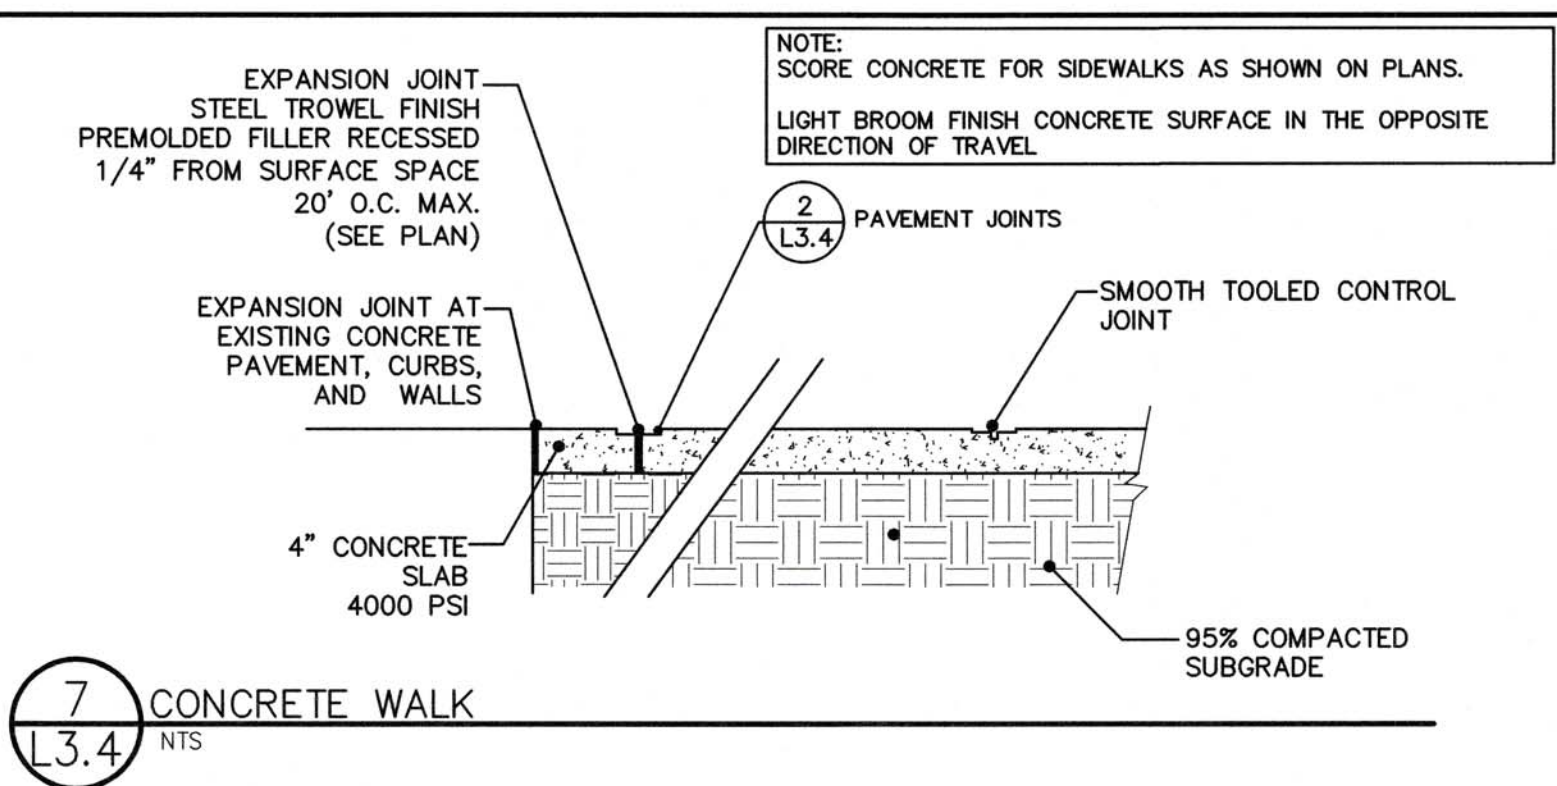 NOTE:
SCORE CONCRETE FOR SIDEWALKS AS SHOWN ON PLANS.
LIGHT BROOM FINISH CONCRETE SURFACE IN THE OPPOSITE
DIRECTION OF TRAVEL
EXPANSION JOINT
STEEL TROWEL FINISH
PREMOLDED FILLER RECESSED
1/4" FROM SURFACE SPACE
20' O.C. MAX.
(SEE PLAN)
2
L3.4
PAVEMENT JOINTS
EXPANSION JOINT AT
EXISTING CONCRETE
PAVEMENT, CURBS,
AND WALLS
SMOOTH TOOLED CONTROL
JOINT
4" CONCRETE
SLAB
4000 PSI
95% COMPACTED
SUBGRADE
7
L3.4
CONCRETE WALK
NTS